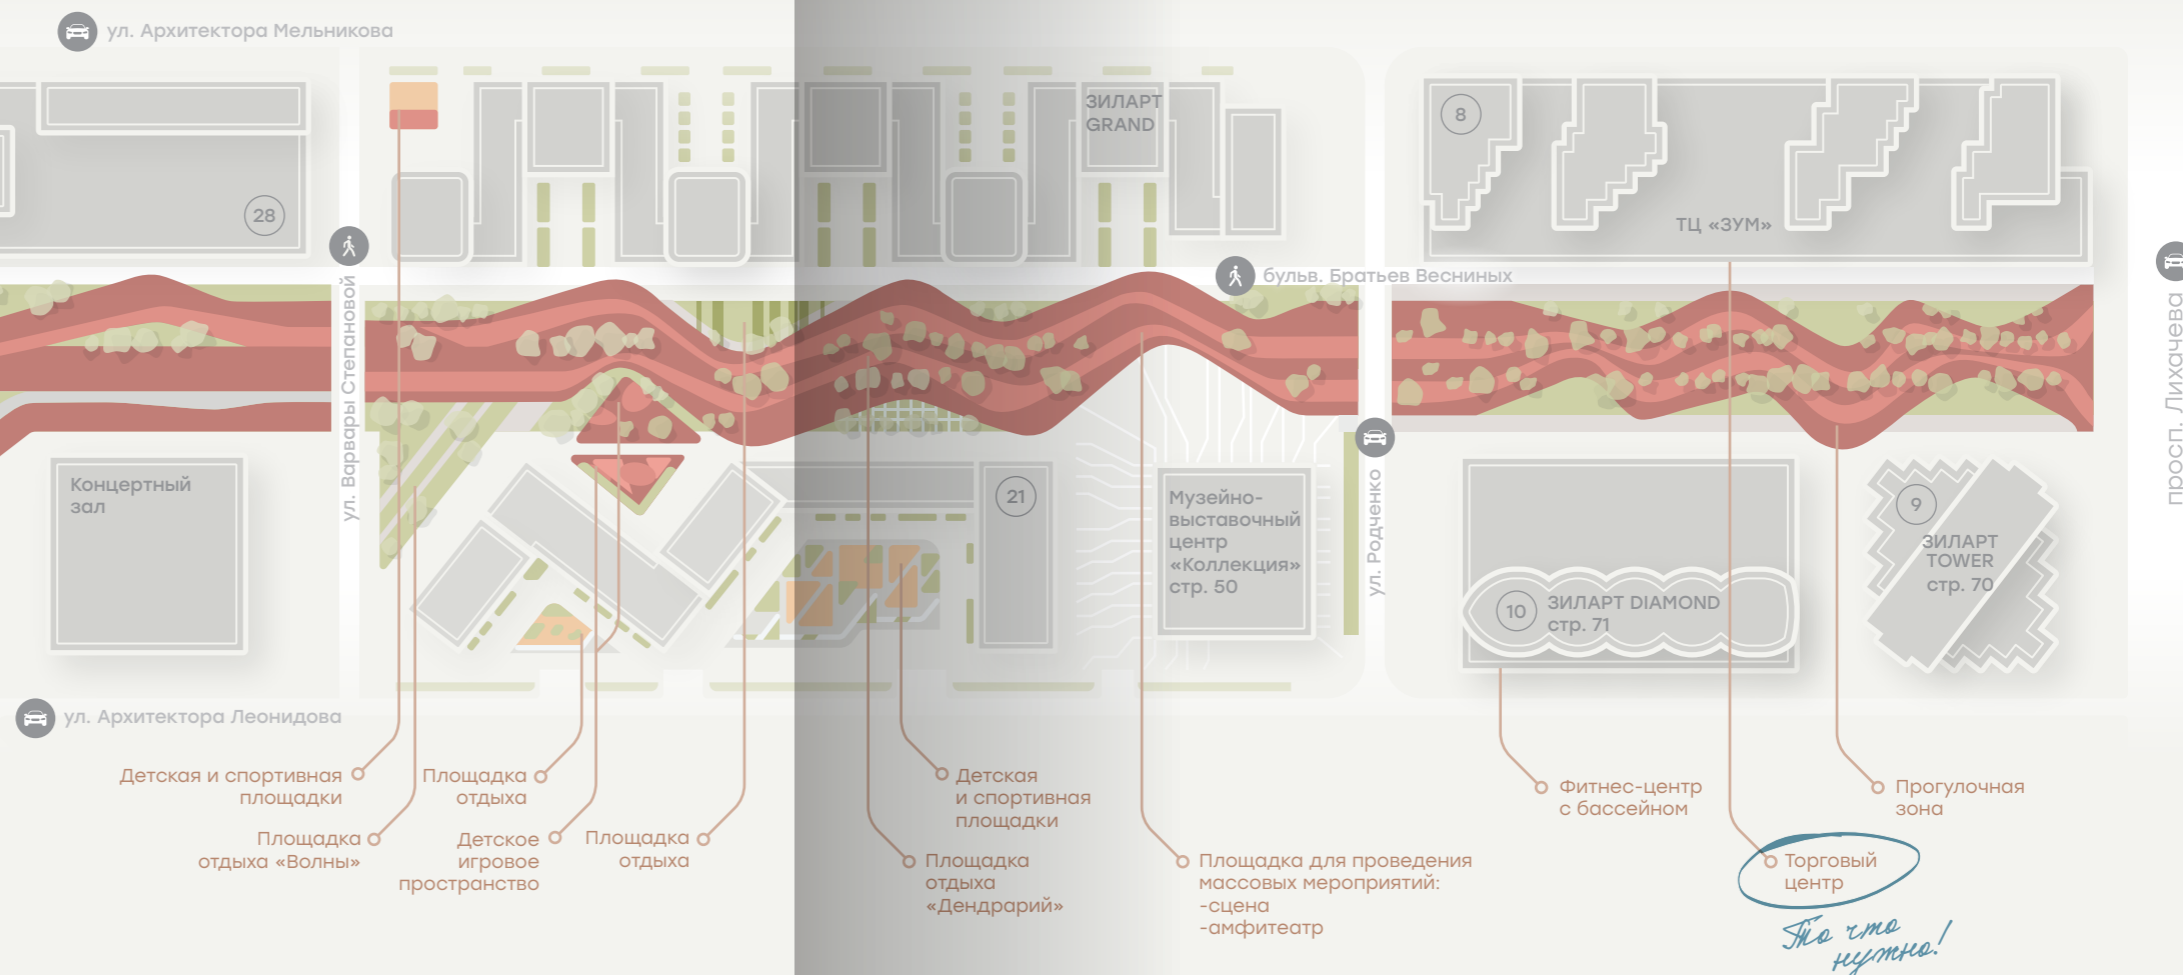 ул. Архитектора Мельникова
ЗИЛАРТ
GRAND
8
28
ТЦ «ЗУМ»
бульв. Братьев Весниных
ул. Варвары Степановой
просп. Лихачева
Концертный
зал
21
Музейно-
выставочный
центр
«Коллекция»
стр. 50
ул. Родченко
9
ЗИЛАРТ
TOWER
стр. 70
10
ЗИЛАРТ DIAMOND
стр. 71
ул. Архитектора Леонидова
Детская и спортивная
площадки
Площадка
отдыха
Детская
и спортивная
площадки
Фитнес-центр
с бассейном
Прогулочная
зона
Площадка
отдыха «Волны»
Детское
игровое
пространство
Площадка
отдыха
Площадка
отдыха
«Дендрарий»
Площадка для проведения
массовых мероприятий:
-сцена
-амфитеатр
Торговый
центр
То что
нужно!